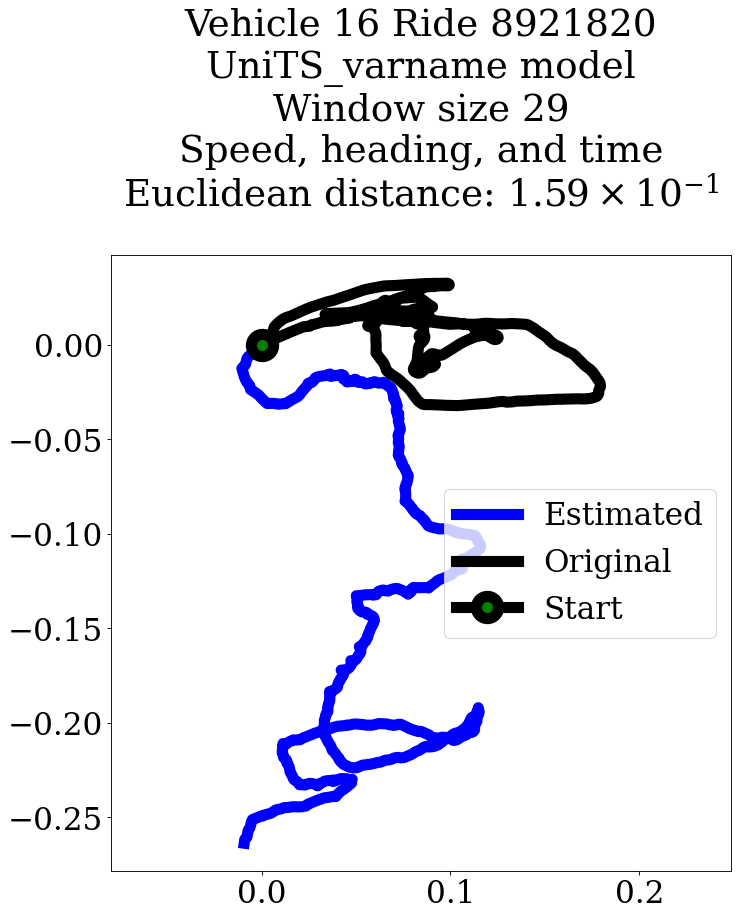 Vehicle 16 Ride 8921820
UniTS_varname model
Window size 29
Speed, heading, and time
Euclidean distance: 1.59 × 10⁻¹
0.00
−0.05
−0.10
−0.15
−0.20
−0.25
Estimated
Original
Start
0.0
0.1
0.2